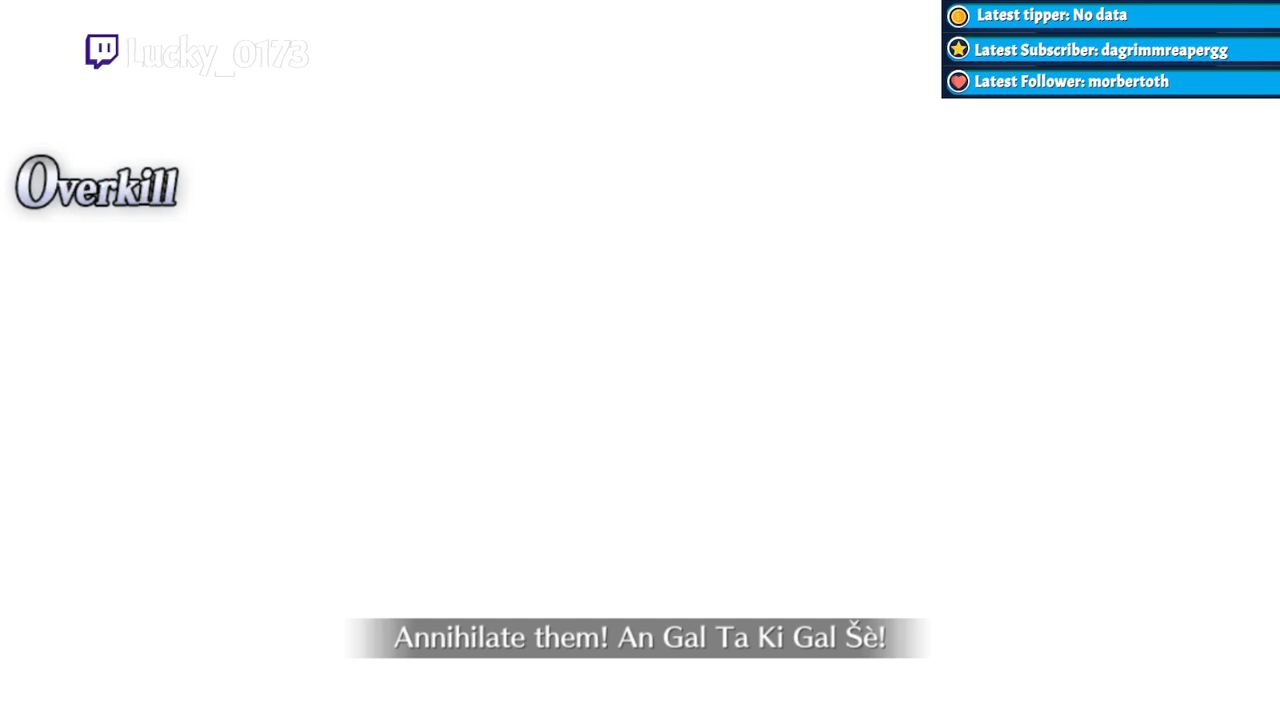 Latest tipper: No data
Lucky_0173
Latest Subscriber: dagrimmreapergg
Latest Follower: morbertoth
Overkill
Annihilate them! An Gal Ta Ki Gal Šè!